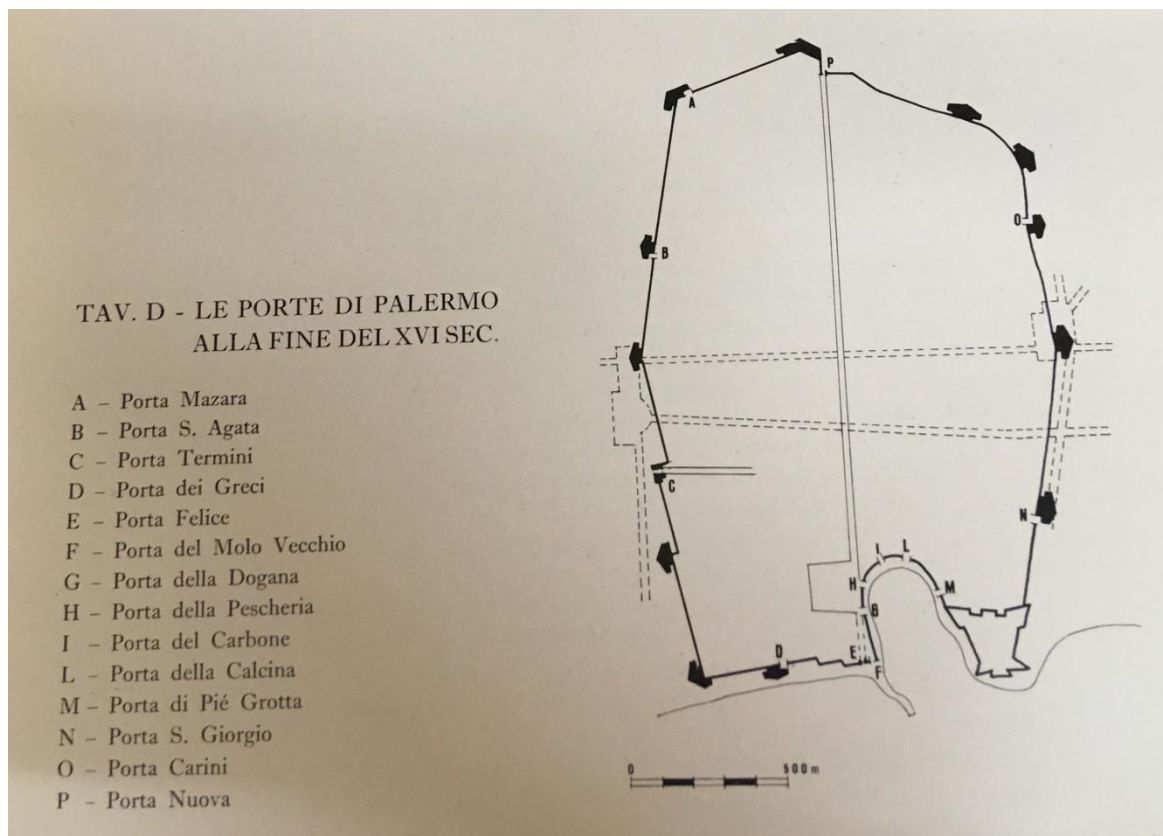 TAV. D - LE PORTE DI PALERMO
ALLA FINE DEL XVI SEC.
A - Porta Mazara
B - Porta S. Agata
C - Porta Termini
D - Porta dei Greci
E - Porta Felice
F - Porta del Molo Vecchio
G - Porta della Dogana
H - Porta della Pescheria
I - Porta del Carbone
L - Porta della Calcina
M - Porta di Pié Grotta
N - Porta S. Giorgio
O - Porta Carini
P - Porta Nuova
P
A
O
B
C
N
I L
H M
B
D E F
0 500 m